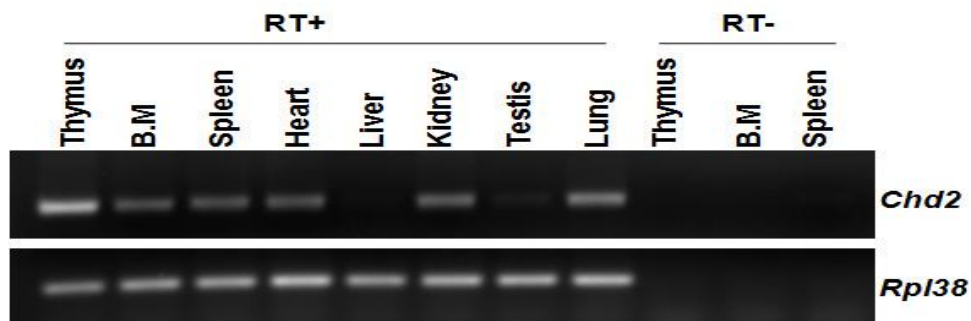 RT+ RT-
Thymus B.M Spleen Heart Liver Kidney Testis Lung Thymus B.M Spleen
Chd2
Rpl38